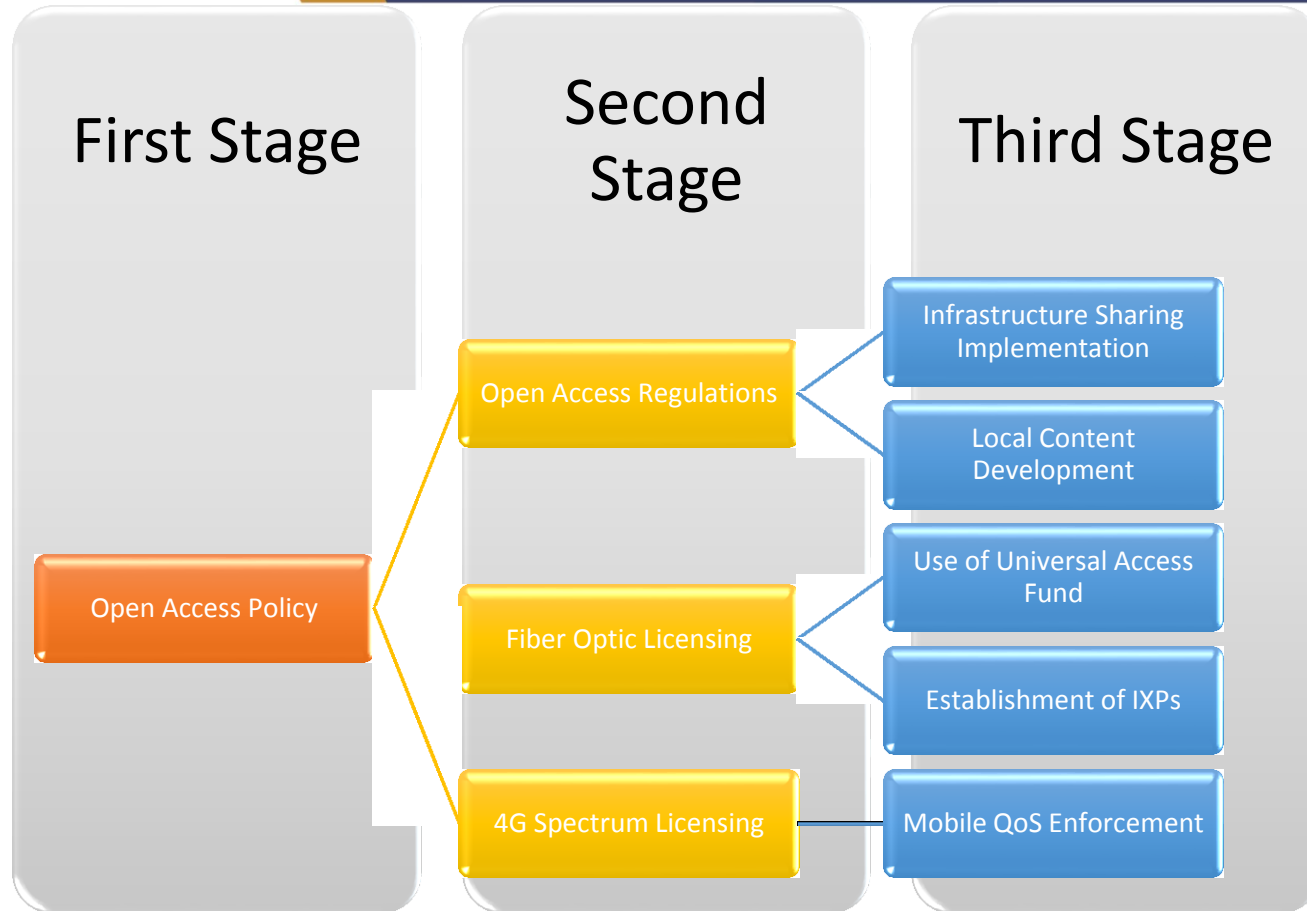 First Stage
Second
Stage
Third Stage
Open Access Policy
Open Access Regulations
Fiber Optic Licensing
4G Spectrum Licensing
Infrastructure Sharing
Implementation
Local Content
Development
Use of Universal Access
Fund
Establishment of IXPs
Mobile QoS Enforcement